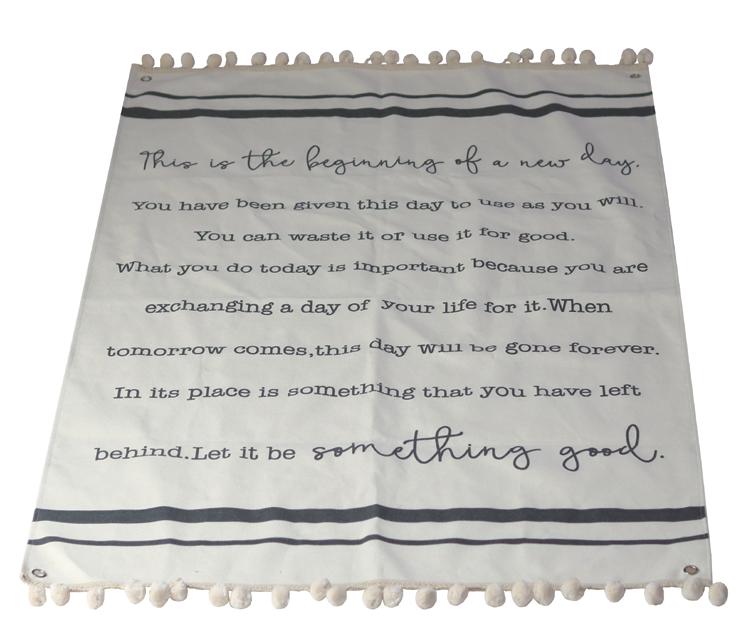 This is the beginning of a new day.
You have been given this day to use as you will.
You can waste it or use it for good.
What you do today is important because you are
exchanging a day of your life for it.When
tomorrow comes,this day will be gone forever.
In its place is something that you have left
behind.Let it be something good.